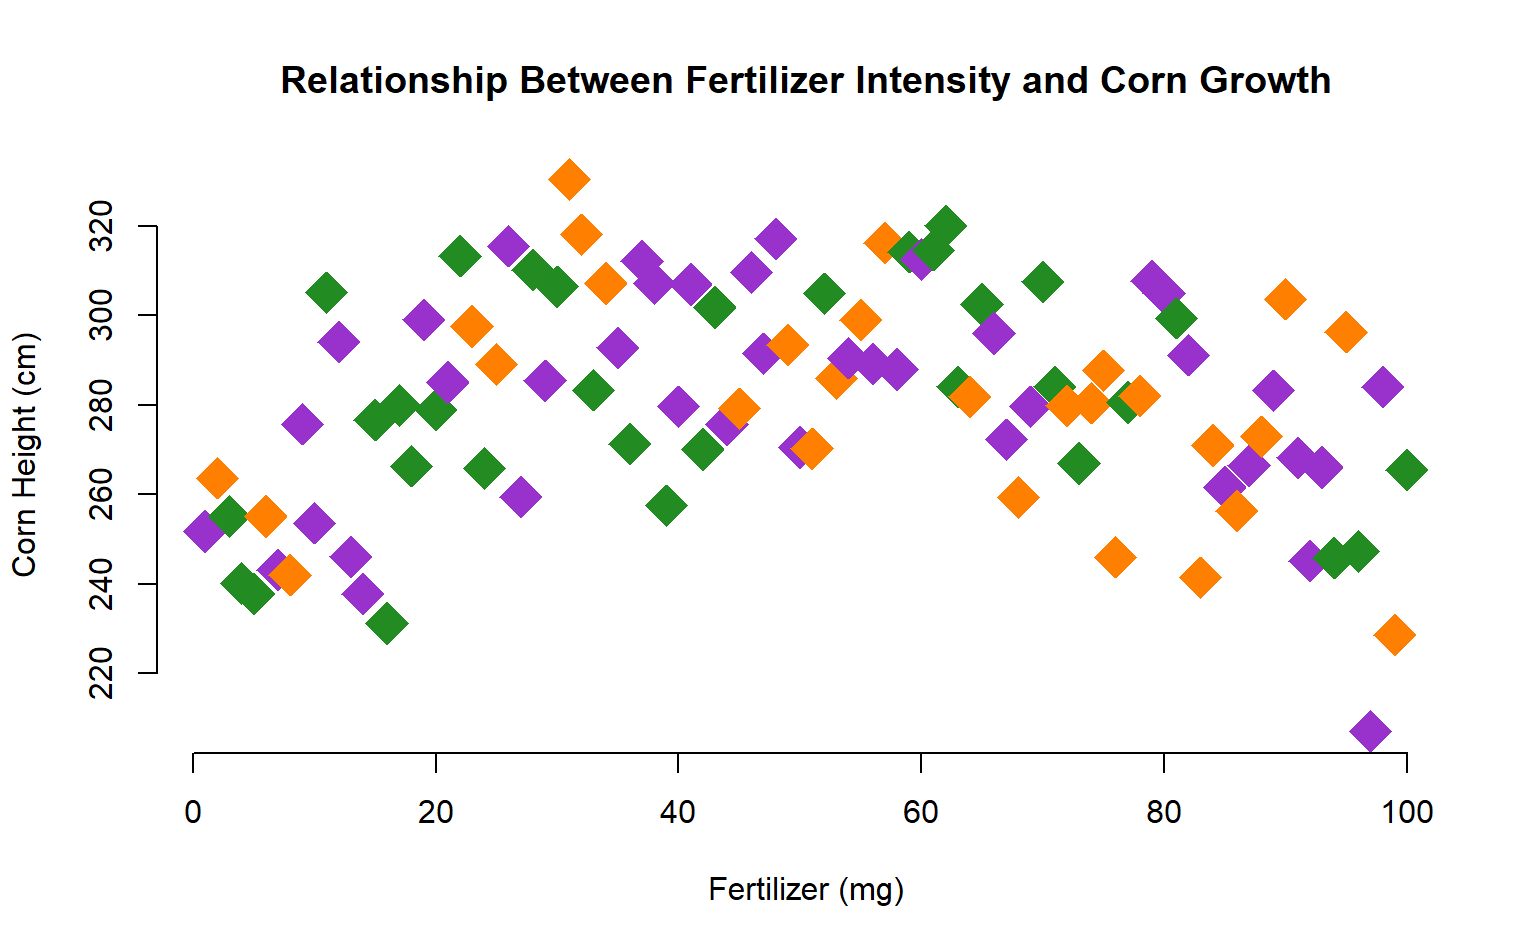 Relationship Between Fertilizer Intensity and Corn Growth
Corn Height (cm)
320
300
280
260
240
220
0 20 40 60 80 100
Fertilizer (mg)